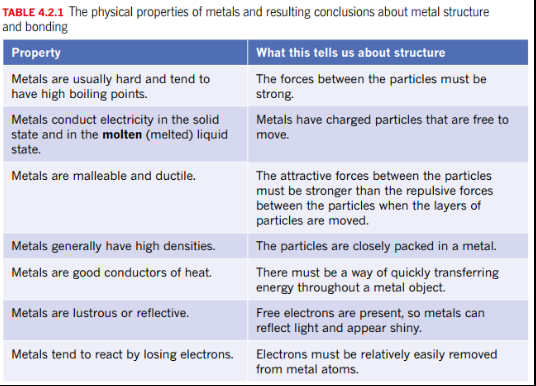 TABLE 4.2.1 The physical properties of metals and resulting conclusions about metal structure
and bonding
Property
What this tells us about structure
Metals are usually hard and tend to
have high boiling points.
The forces between the particles must be
strong.
Metals conduct electricity in the solid
state and in the molten (melted) liquid
state.
Metals have charged particles that are free to
move.
Metals are malleable and ductile.
The attractive forces between the particles
must be stronger than the repulsive forces
between the particles when the layers of
particles are moved.
Metals generally have high densities.
The particles are closely packed in a metal.
Metals are good conductors of heat.
There must be a way of quickly transferring
energy throughout a metal object.
Metals are lustrous or reflective.
Free electrons are present, so metals can
reflect light and appear shiny.
Metals tend to react by losing electrons.
Electrons must be relatively easily removed
from metal atoms.